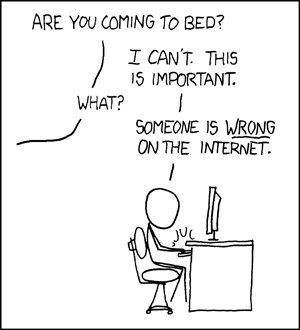 ARE YOU COMING TO BED?
I CAN'T. THIS
IS IMPORTANT.
WHAT?
SOMEONE IS WRONG
ON THE INTERNET.